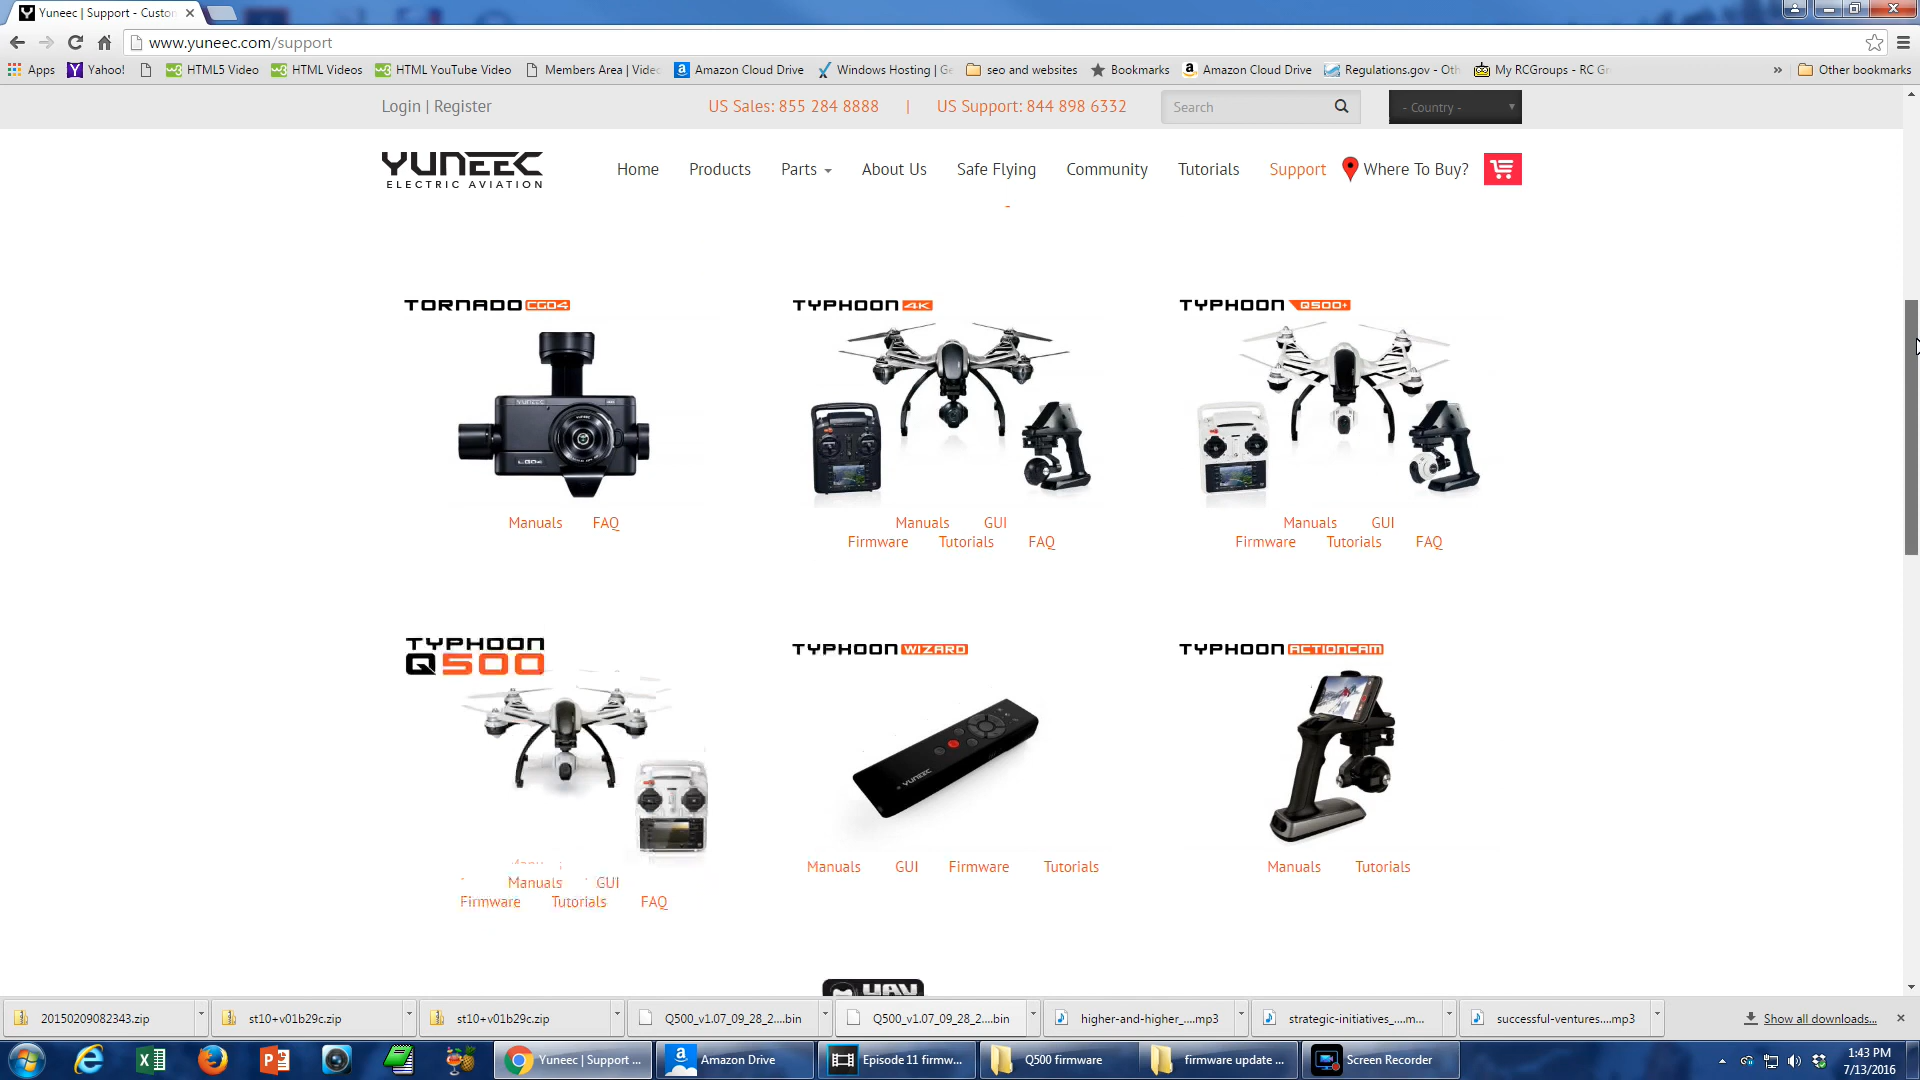 Yuneec | Support - Custon
www.yuneec.com/support
Apps Yahoo! HTML5 Video HTML Videos HTML YouTube Video Members Area | Vide Amazon Cloud Drive Windows Hosting | Ge seo and websites Bookmarks Amazon Cloud Drive Regulations.gov - Oth My RCGroups - RC Gr » Other bookmarks
Login | Register US Sales: 855 284 8888 | US Support: 844 898 6332 Search - Country -
YUNEEC
ELECTRIC AVIATION
Home Products Parts About Us Safe Flying Community Tutorials Support Where To Buy?
TORNADO CGO4 TYPHOON 4K TYPHOON Q500+
YUNEEC
Manuals FAQ Manuals GUI Manuals GUI
Firmware Tutorials FAQ Firmware Tutorials FAQ
TYPHOON
Q500
TYPHOON WIZARD TYPHOON ACTIONCAM
YUNEEC
Manuals GUI Firmware Tutorials Manuals Tutorials
Manuals GUI
Firmware Tutorials FAQ
UAV
20150209082343.zip st10+v01b29c.zip st10+v01b29c.zip Q500_v1.07_09_28_2....bin Q500_v1.07_09_28_2....bin higher-and-higher_....mp3 strategic-initiatives_....m... successful-ventures....mp3 Show all downloads...
Yuneec | Support ... Amazon Drive Episode 11 firmw... Q500 firmware firmware update ... Screen Recorder 1:43 PM
7/13/2016